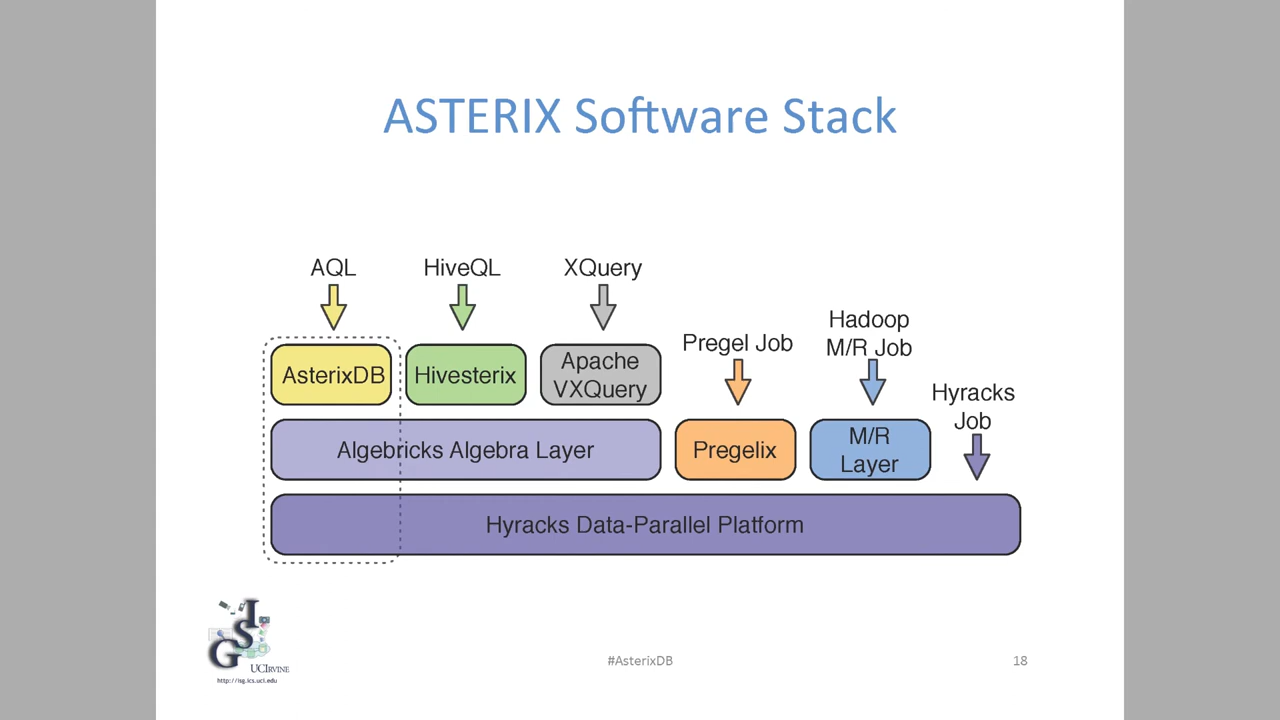 ASTERIX Software Stack
AQL
HiveQL
XQuery
Pregel Job
Hadoop
M/R Job
Hyracks
Job
AsterixDB
Hivesterix
Apache
VXQuery
Algebricks Algebra Layer
Pregelix
M/R
Layer
Hyracks Data-Parallel Platform
ISG
UCIRVINE
http://isg.ics.uci.edu
#AsterixDB
18